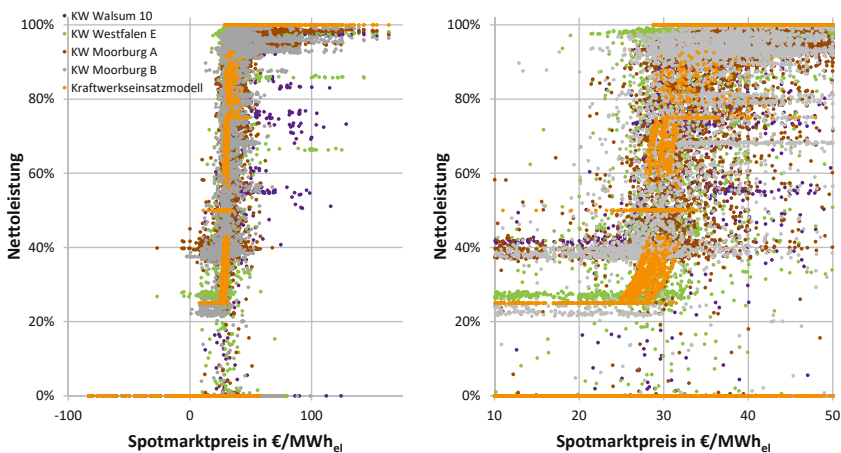 KW Walsum 10
KW Westfalen E
KW Moorburg A
KW Moorburg B
Kraftwerkseinsatzmodell
Nettoleistung
100%
80%
60%
40%
20%
0%
-100
0
100
Spotmarktpreis in €/MWhel
Nettoleistung
100%
80%
60%
40%
20%
0%
10
20
30
40
50
Spotmarktpreis in €/MWhel